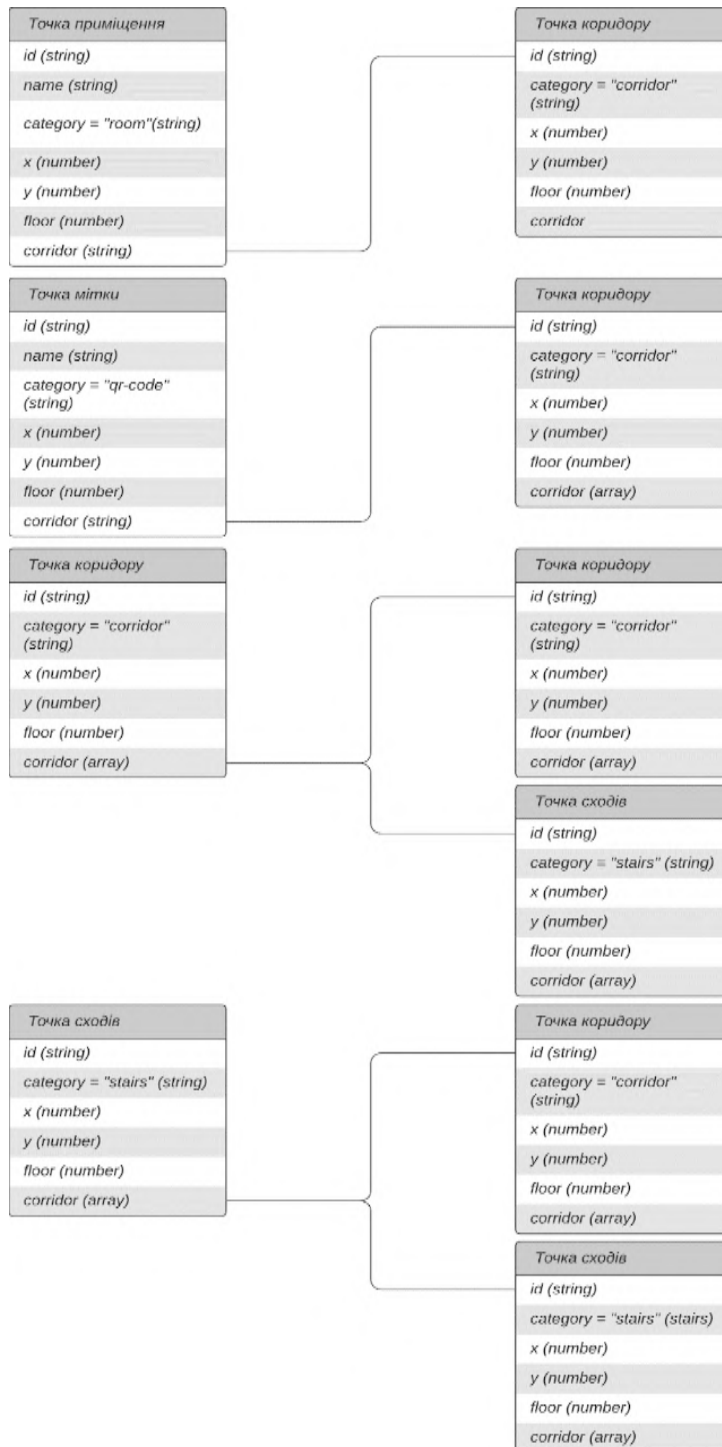 Точка приміщення
id (string)
name (string)
category = "room"(string)
x (number)
y (number)
floor (number)
corridor (string)
Точка коридору
id (string)
category = "corridor"
(string)
x (number)
y (number)
floor (number)
corridor
Точка мітки
id (string)
name (string)
category = "qr-code"
(string)
x (number)
y (number)
floor (number)
corridor (string)
Точка коридору
id (string)
category = "corridor"
(string)
x (number)
y (number)
floor (number)
corridor (array)
Точка коридору
id (string)
category = "corridor"
(string)
x (number)
y (number)
floor (number)
corridor (array)
Точка коридору
id (string)
category = "corridor"
(string)
x (number)
y (number)
floor (number)
corridor (array)
Точка сходів
id (string)
category = "stairs" (string)
x (number)
y (number)
floor (number)
corridor (array)
Точка сходів
id (string)
category = "stairs" (string)
x (number)
y (number)
floor (number)
corridor (array)
Точка коридору
id (string)
category = "corridor"
(string)
x (number)
y (number)
floor (number)
corridor (array)
Точка сходів
id (string)
category = "stairs" (stairs)
x (number)
y (number)
floor (number)
corridor (array)